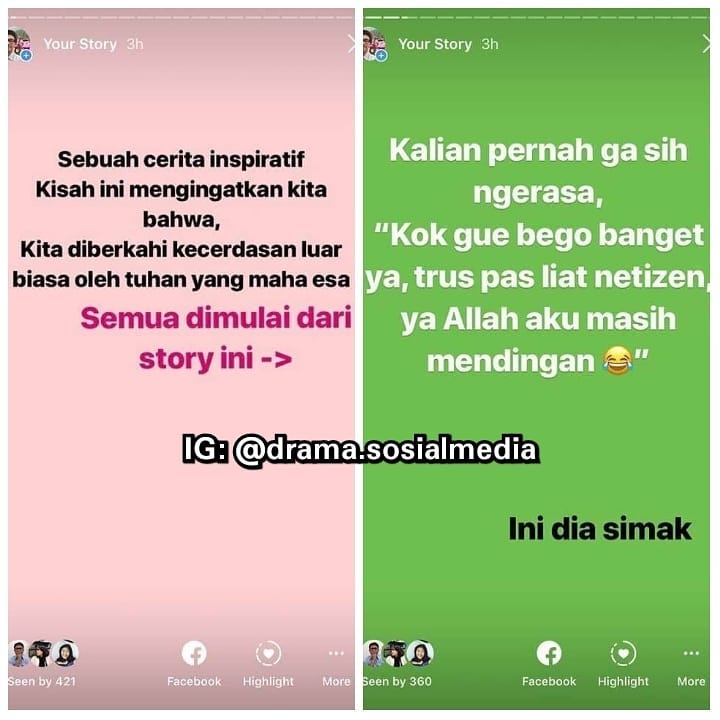 Your Story 3h
Sebuah cerita inspiratif
Kisah ini mengingatkan kita
bahwa,
Kita diberkahi kecerdasan luar
biasa oleh tuhan yang maha esa
Semua dimulai dari
story ini ->
Seen by 421
Facebook
Highlight
More
Your Story 3h
Kalian pernah ga sih
ngerasa,
“Kok gue bego banget
ya, trus pas liat netizen,
ya Allah aku masih
mendingan 😂”
Ini dia simak
Seen by 360
Facebook
Highlight
More
IG: @drama.sosialmedia